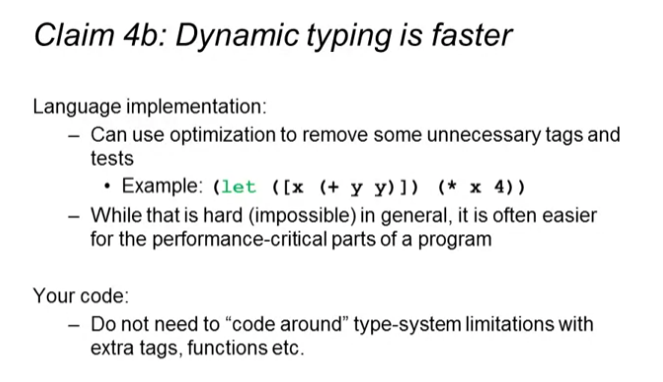 Claim 4b: Dynamic typing is faster
Language implementation:
– Can use optimization to remove some unnecessary tags and
tests
• Example: (let ([x (+ y y)]) (* x 4))
– While that is hard (impossible) in general, it is often easier
for the performance-critical parts of a program
Your code:
– Do not need to “code around” type-system limitations with
extra tags, functions etc.